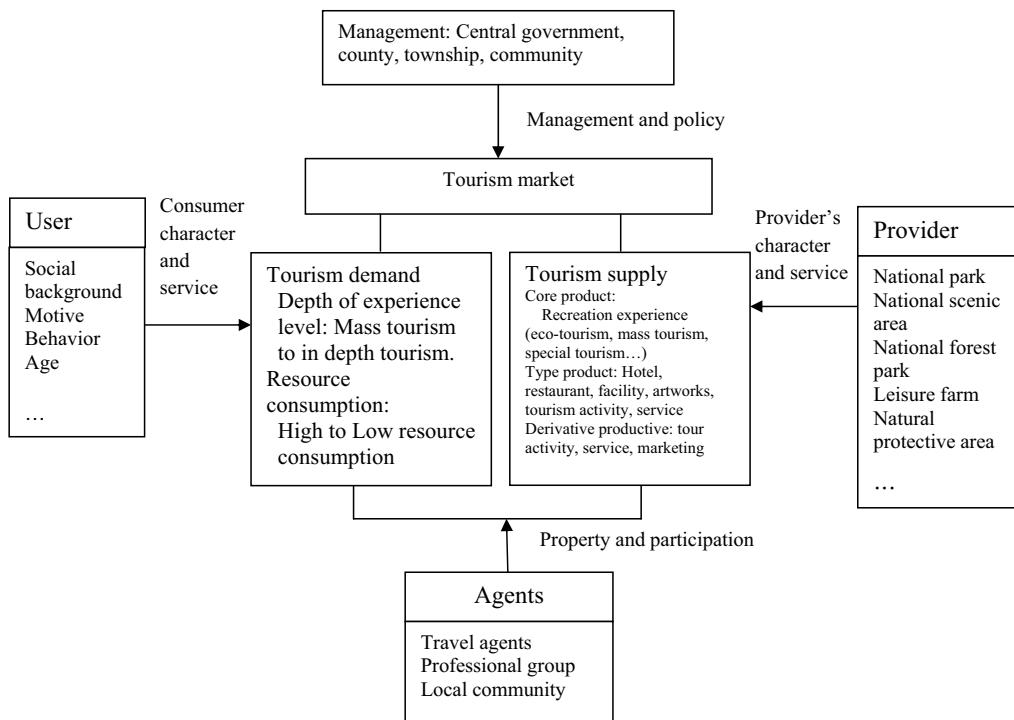 Management: Central government,
county, township, community
Management and policy
Tourism market
User
Social
background
Motive
Behavior
Age
…
Consumer
character
and
service
Tourism demand
Depth of experience
level: Mass tourism
to in depth tourism.
Resource
consumption:
High to Low resource
consumption
Tourism supply
Core product:
Recreation experience
(eco-tourism, mass tourism,
special tourism…)
Type product: Hotel,
restaurant, facility, artworks,
tourism activity, service
Derivative productive: tour
activity, service, marketing
Provider’s
character
and service
Provider
National park
National scenic
area
National forest
park
Leisure farm
Natural
protective area
…
Property and participation
Agents
Travel agents
Professional group
Local community